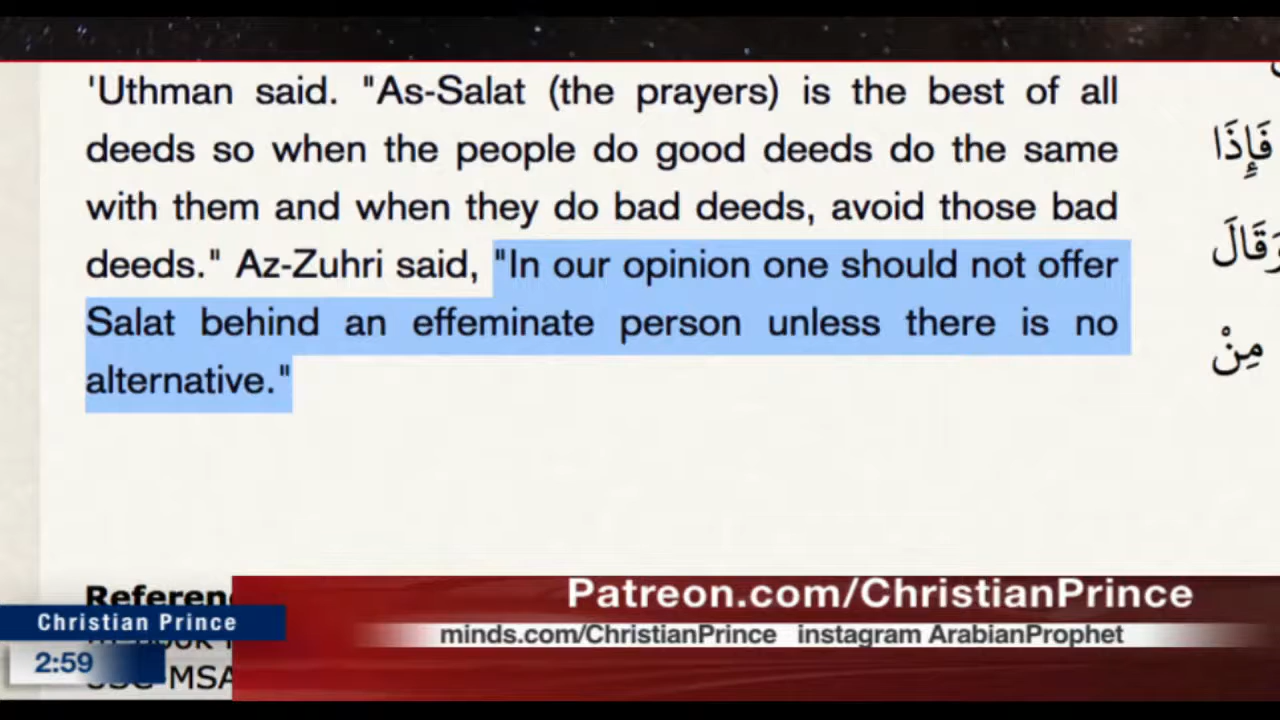 'Uthman said. "As-Salat (the prayers) is the best of all
deeds so when the people do good deeds do the same
with them and when they do bad deeds, avoid those bad
deeds." Az-Zuhri said, "In our opinion one should not offer
Salat behind an effeminate person unless there is no
alternative."
فَإِذَا
وَقَالَ
مِنْ
Patreon.com/ChristianPrince
Christian Prince
minds.com/ChristianPrince instagram ArabianProphet
2:59